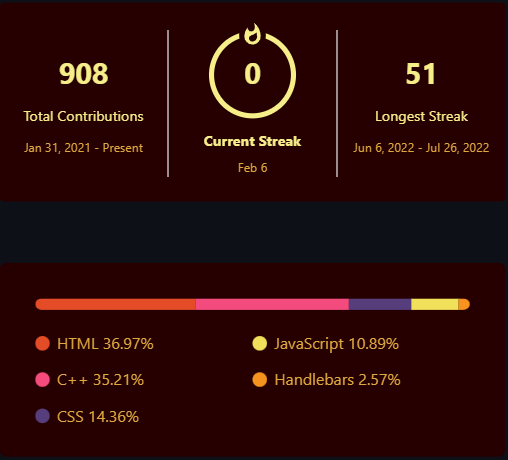 908
Total Contributions
Jan 31, 2021 - Present
0
Current Streak
Feb 6
51
Longest Streak
Jun 6, 2022 - Jul 26, 2022
HTML 36.97%
C++ 35.21%
CSS 14.36%
JavaScript 10.89%
Handlebars 2.57%